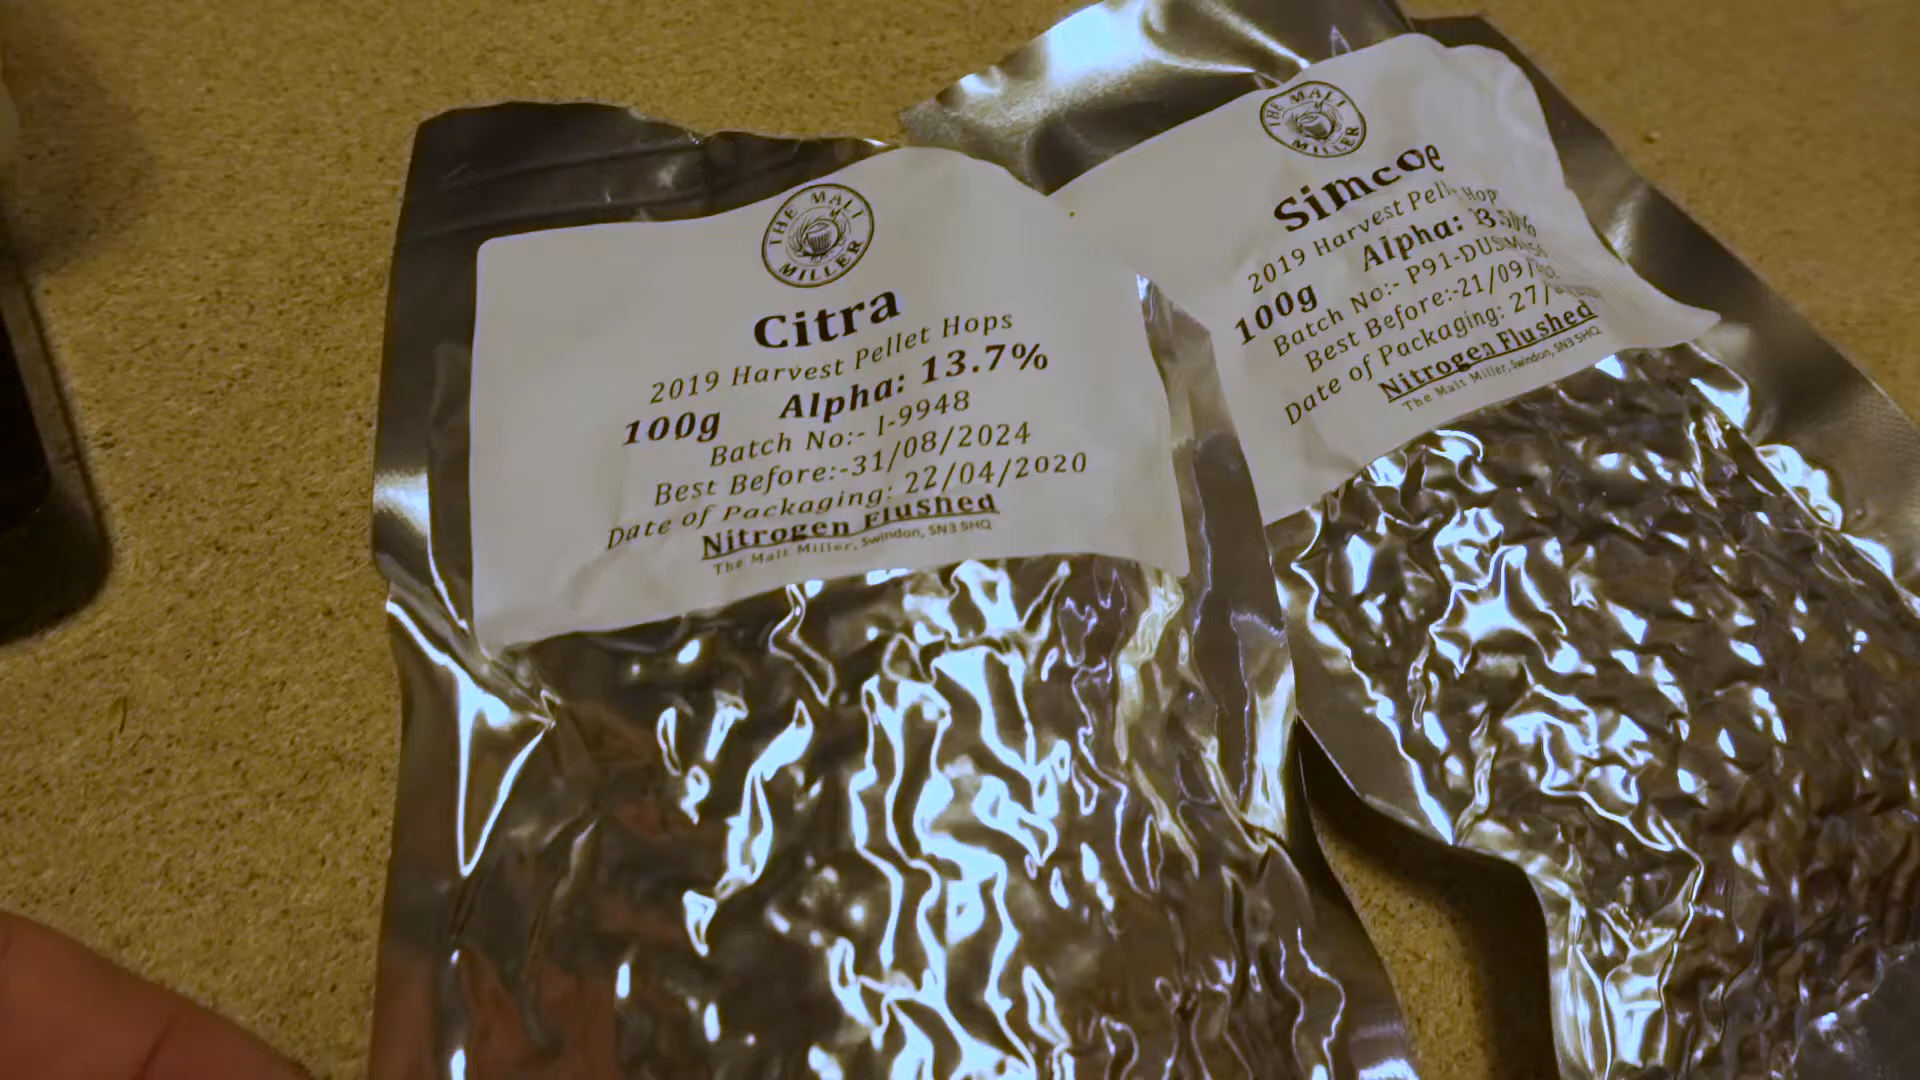 THE MALT MILLER
Citra
2019 Harvest Pellet Hops
100g Alpha: 13.7%
Batch No:- I-9948
Best Before:-31/08/2024
Date of Packaging: 22/04/2020
Nitrogen Flushed
The Malt Miller, Swindon, SN3 5HQ
THE MALT MILLER
Simcoe
2019 Harvest Pellet Hop
100g Alpha: 13.50%
Batch No:-
Best Before:-21/09/
Date of Packaging: 27/
Nitrogen Flushed
The Malt Miller, Swindon, SN3 5HQ